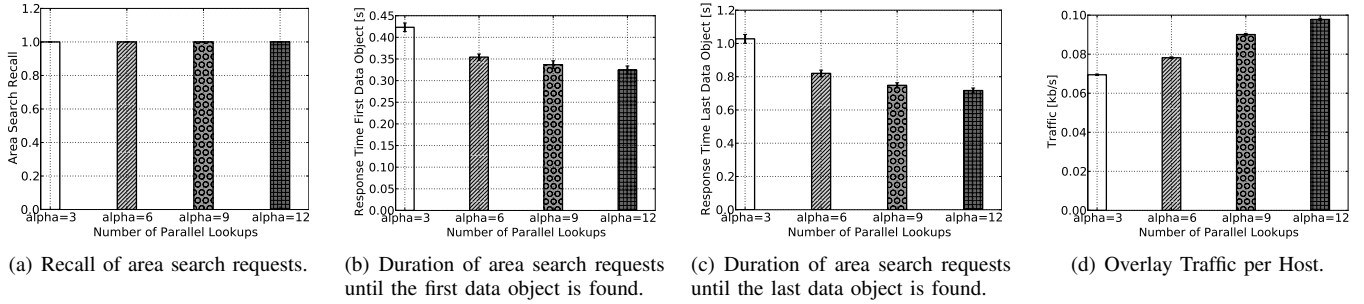 1.2
1.0
0.8
0.6
0.4
0.2
0.0
Area Search Recall
alpha=3 alpha=6 alpha=9 alpha=12
Number of Parallel Lookups
(a) Recall of area search requests.
0.45
0.40
0.35
0.30
0.25
0.20
0.15
0.10
0.05
0.00
Response Time First Data Object [s]
alpha=3 alpha=6 alpha=9 alpha=12
Number of Parallel Lookups
(b) Duration of area search requests
until the first data object is found.
1.2
1.0
0.8
0.6
0.4
0.2
0.0
Response Time Last Data Object [s]
alpha=3 alpha=6 alpha=9 alpha=12
Number of Parallel Lookups
(c) Duration of area search requests
until the last data object is found.
0.10
0.08
0.06
0.04
0.02
0.00
Traffic [kb/s]
alpha=3 alpha=6 alpha=9 alpha=12
Number of Parallel Lookups
(d) Overlay Traffic per Host.